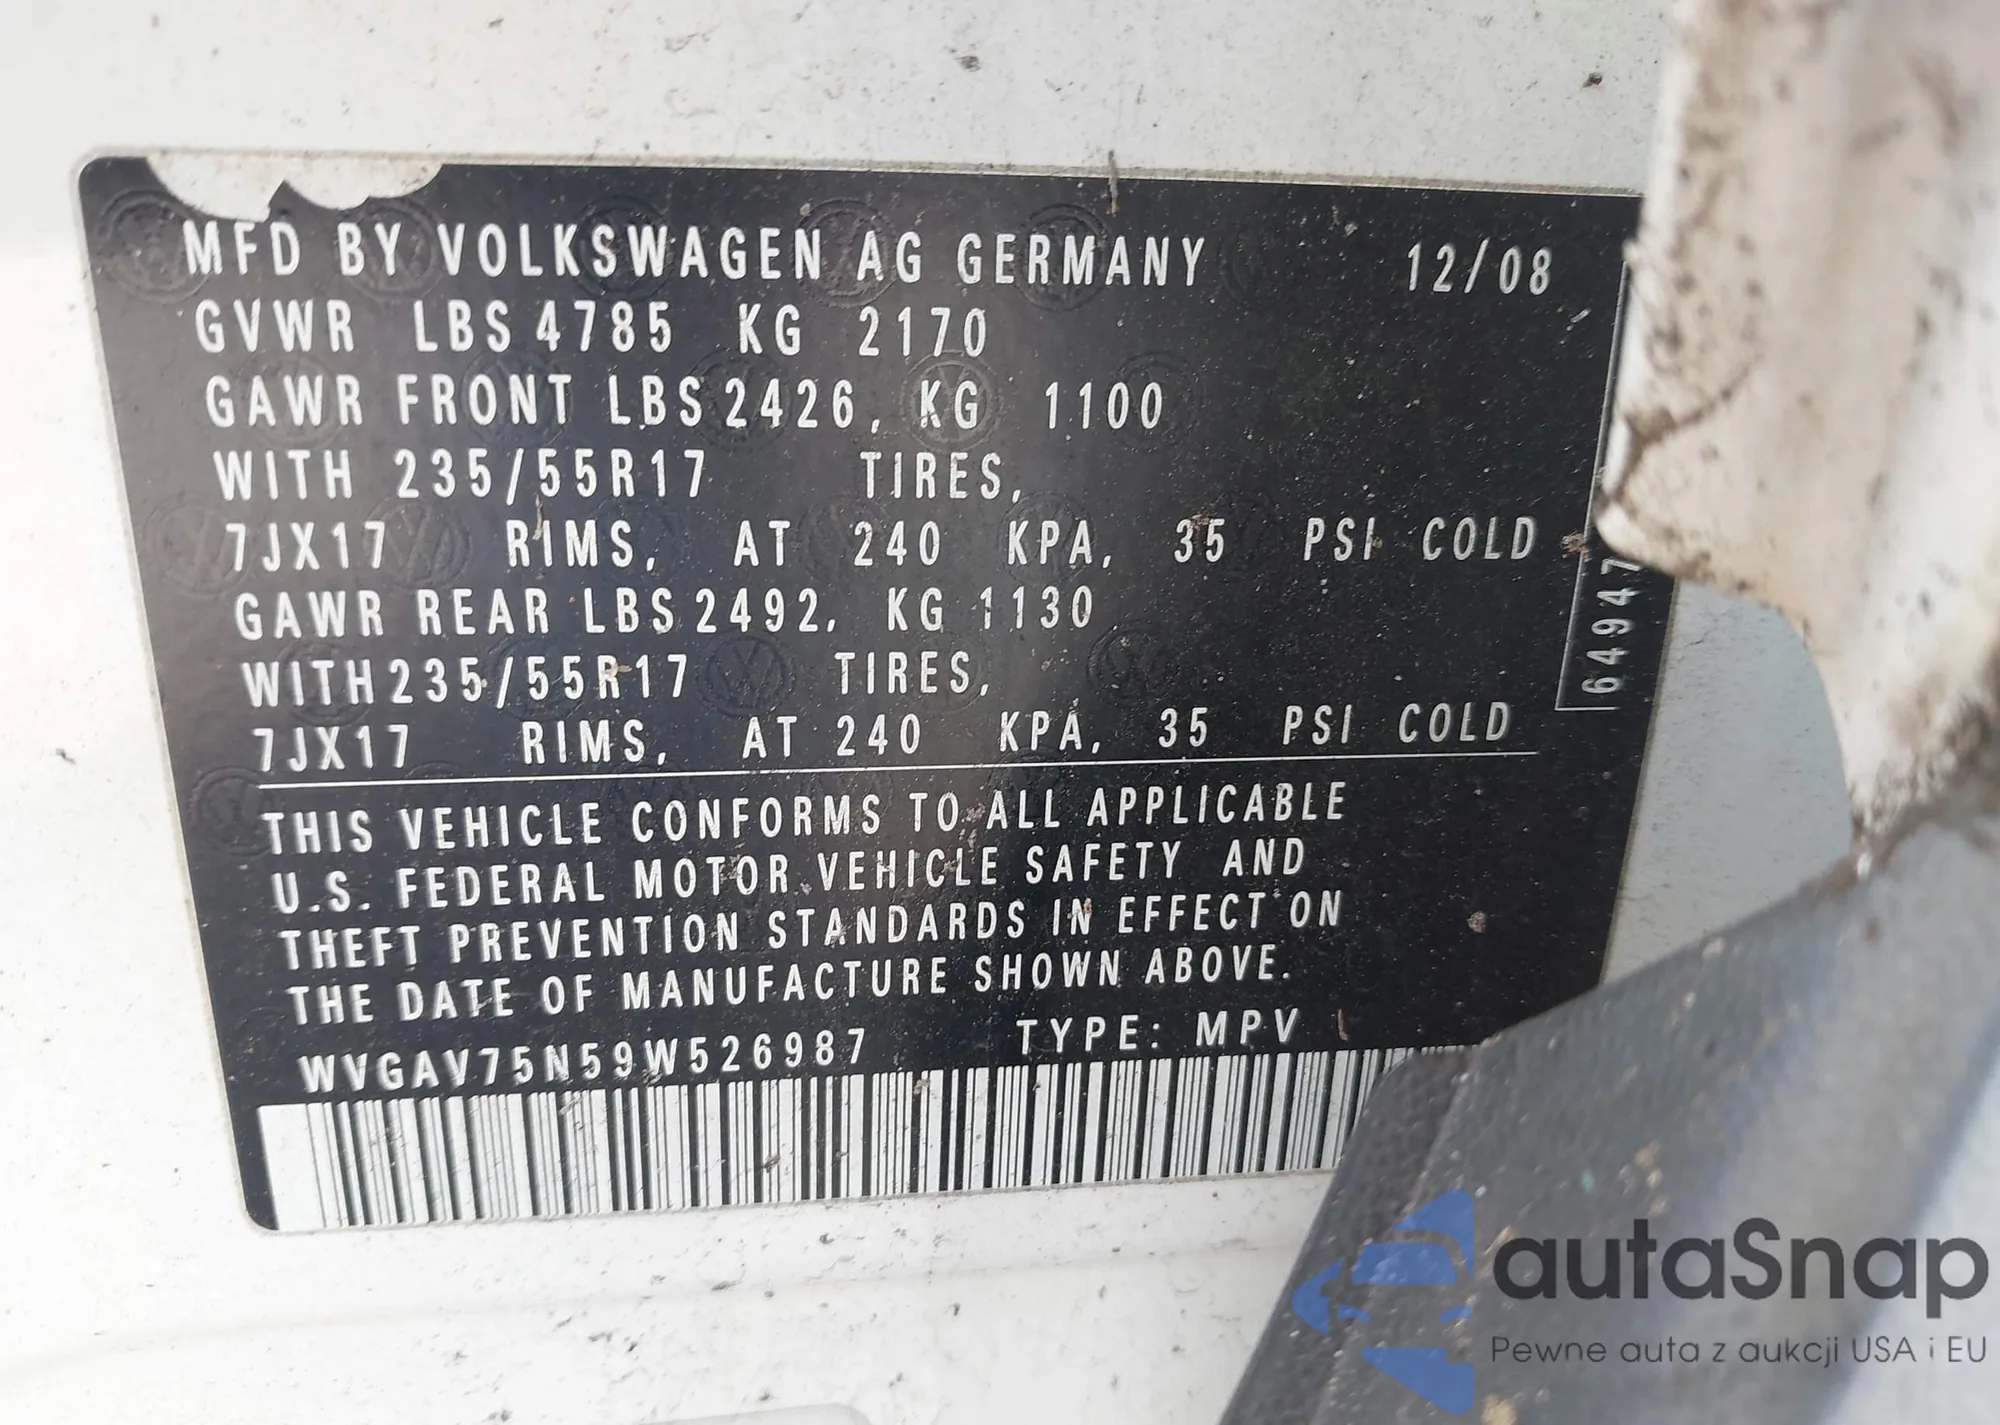 MFD BY VOLKSWAGEN AG GERMANY 12/08
GVWR LBS 4785 KG 2170
GAWR FRONT LBS 2426, KG 1100
WITH 235/55R17 TIRES,
7JX17 RIMS, AT 240 KPA, 35 PSI COLD
GAWR REAR LBS 2492, KG 1130
WITH 235/55R17 TIRES,
7JX17 RIMS, AT 240 KPA, 35 PSI COLD
THIS VEHICLE CONFORMS TO ALL APPLICABLE
U.S. FEDERAL MOTOR VEHICLE SAFETY AND
THEFT PREVENTION STANDARDS IN EFFECT ON
THE DATE OF MANUFACTURE SHOWN ABOVE.
WVGAV75N59W526987 TYPE: MPV
64947
autaSnap
Pewne auta z aukcji USA i EU